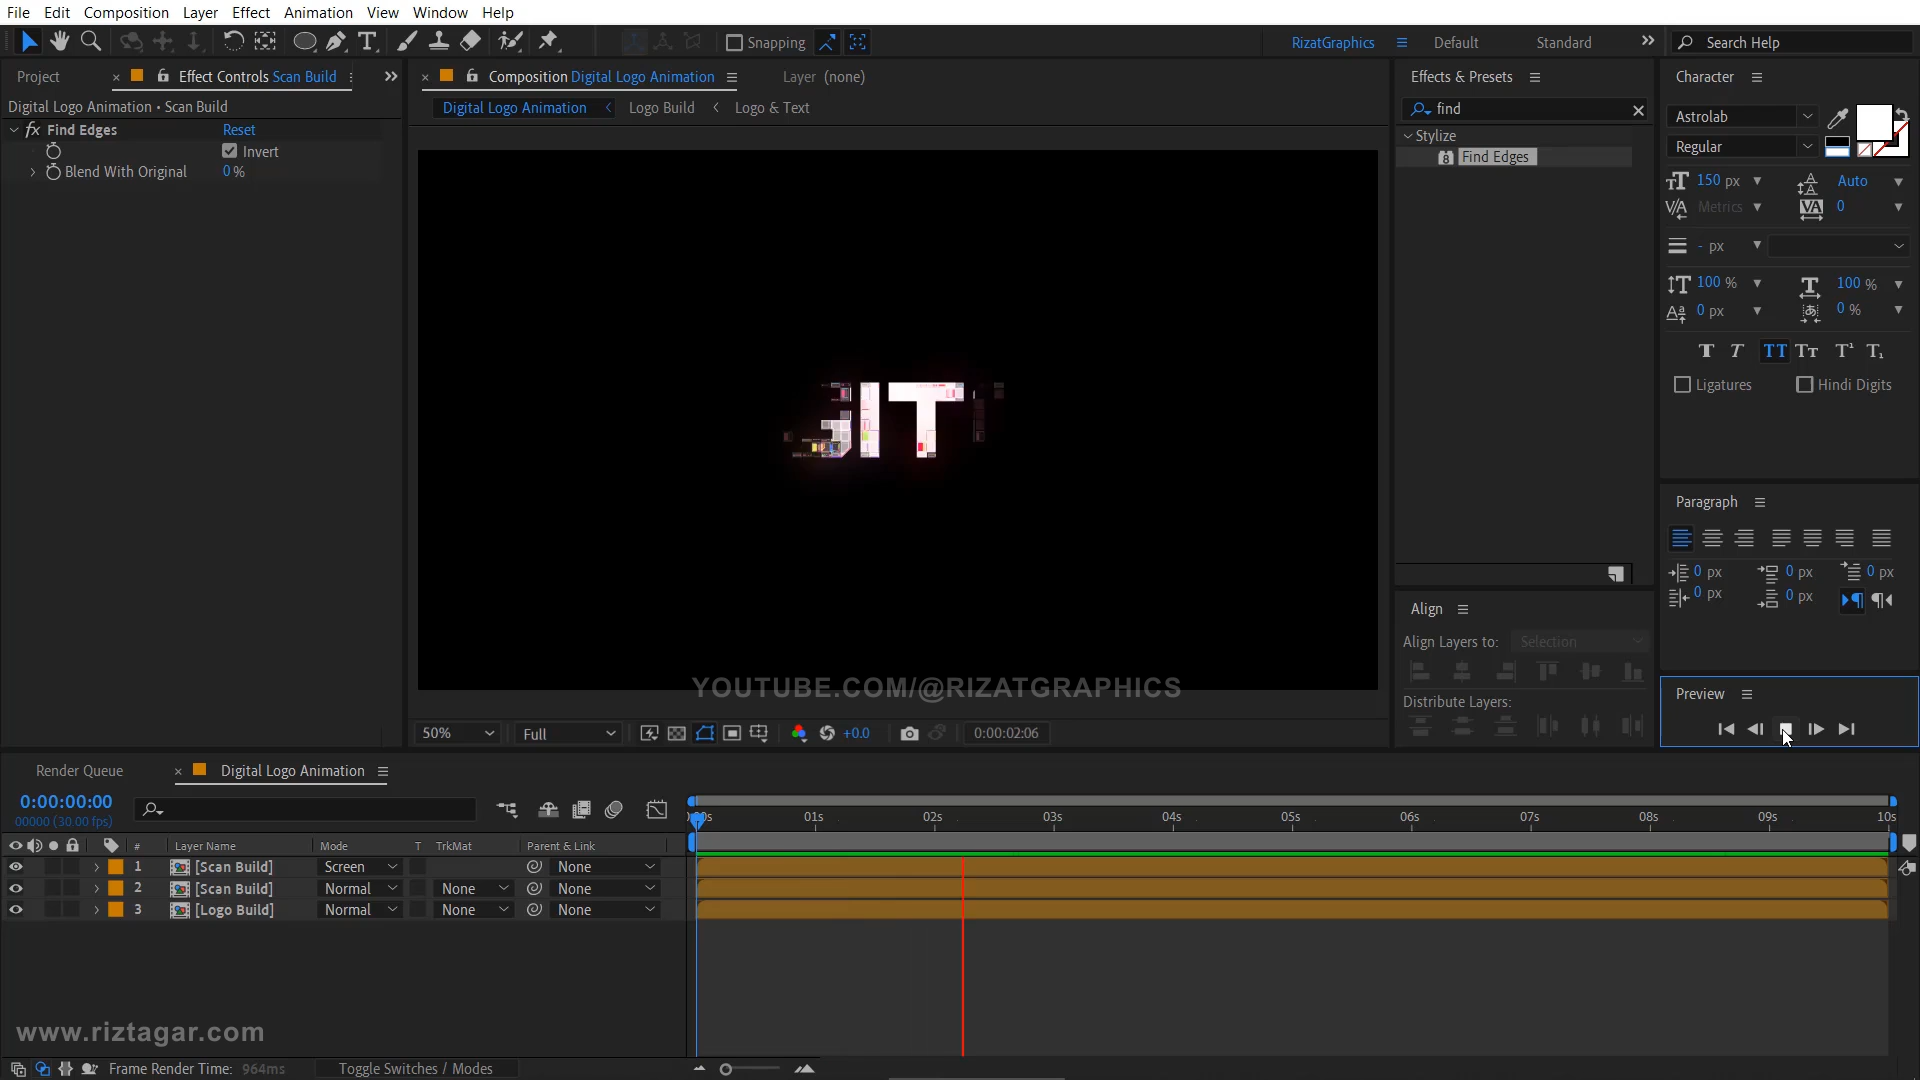 File Edit Composition Layer Effect Animation View Window Help
Snapping RizatGraphics Default Standard Search Help
Project Effect Controls Scan Build Composition Digital Logo Animation Layer (none) Effects & Presets Character
Digital Logo Animation • Scan Build
Digital Logo Animation Logo Build Logo & Text
find
Astrolab
fx Find Edges Reset
Invert
Blend With Original 0 %
Stylize
8 Find Edges
Regular
150 px Auto
Metrics 0
- px
100 % 100 %
0 px 0 %
Ligatures Hindi Digits
BIT
Paragraph
0 px 0 px 0 px
0 px 0 px
Align
Align Layers to: Selection
Distribute Layers:
Preview
YOUTUBE.COM/@RIZATGRAPHICS
50% Full +0.0 0:00:02:06
Render Queue Digital Logo Animation
0:00:00:00
00000 (30.00 fps)
01s 02s 03s 04s 05s 06s 07s 08s 09s 10s
# Layer Name Mode T TrkMat Parent & Link
1 [Scan Build] Screen None
2 [Scan Build] Normal None None
3 [Logo Build] Normal None None
www.riztagar.com
Frame Render Time: 964ms Toggle Switches / Modes